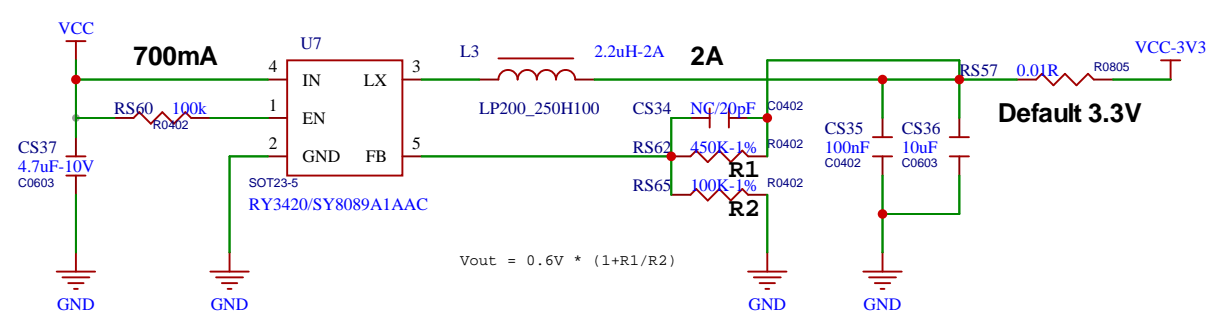 VCC
700mA
U7
L3
2.2uH-2A
2A
VCC-3V3
4
IN
LX
3
RS57
0.01R
R0805
LP200_250H100
CS34
NC/20pF
C0402
Default 3.3V
RS60
100k
R0402
1
EN
CS35
100nF
C0402
CS36
10uF
C0603
CS37
4.7uF-10V
C0603
2
GND
FB
5
RS62
450K-1%
R0402
R1
SOT23-5
RS65
100K-1%
R0402
R2
RY3420/SY8089A1AAC
Vout = 0.6V * (1+R1/R2)
GND
GND
GND
GND